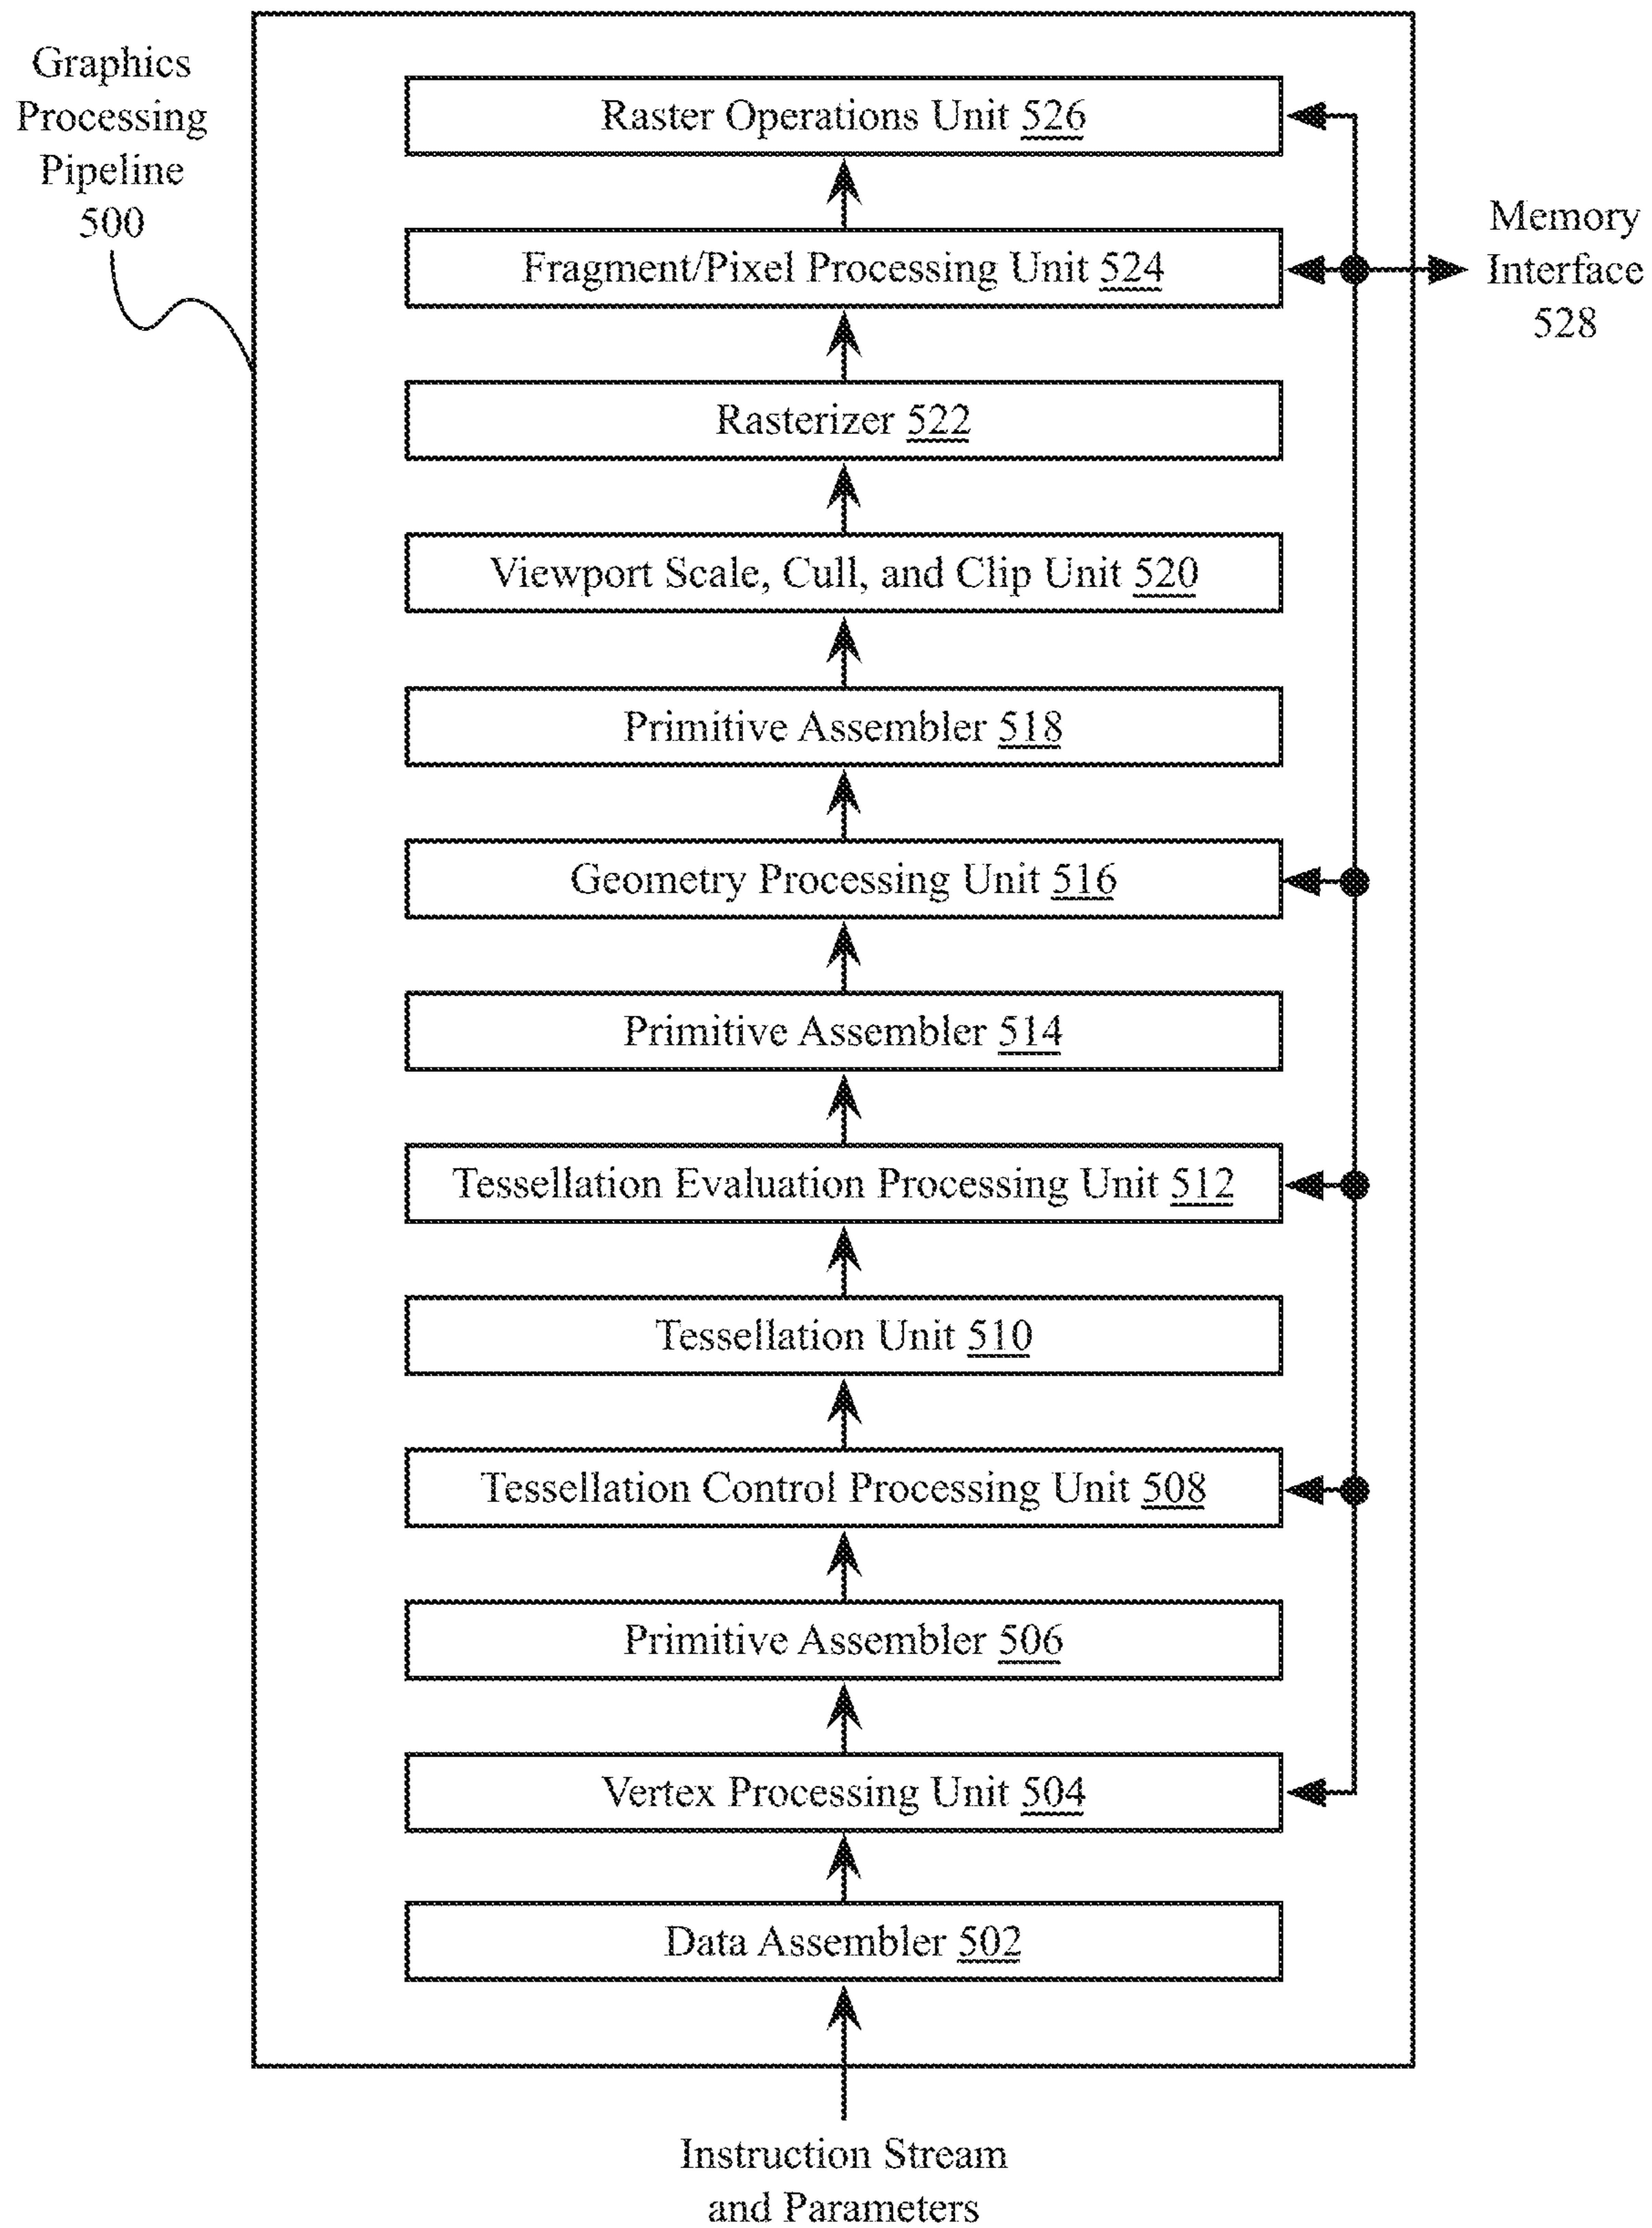 Graphics
Processing
Pipeline
500
Raster Operations Unit 526
Fragment/Pixel Processing Unit 524
Memory
Interface
528
Rasterizer 522
Viewport Scale, Cull, and Clip Unit 520
Primitive Assembler 518
Geometry Processing Unit 516
Primitive Assembler 514
Tessellation Evaluation Processing Unit 512
Tessellation Unit 510
Tessellation Control Processing Unit 508
Primitive Assembler 506
Vertex Processing Unit 504
Data Assembler 502
Instruction Stream
and Parameters